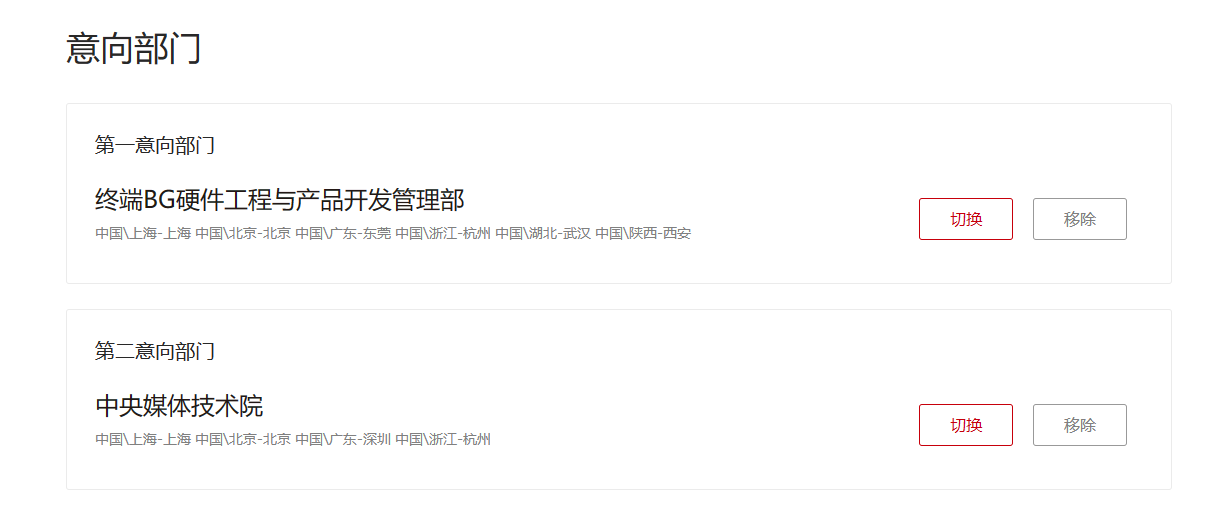 意向部门
第一意向部门
终端BG硬件工程与产品开发管理部
中国\上海-上海 中国\北京-北京 中国\广东-东莞 中国\浙江-杭州 中国\湖北-武汉 中国\陕西-西安
切换 移除
第二意向部门
中央媒体技术院
中国\上海-上海 中国\北京-北京 中国\广东-深圳 中国\浙江-杭州
切换 移除